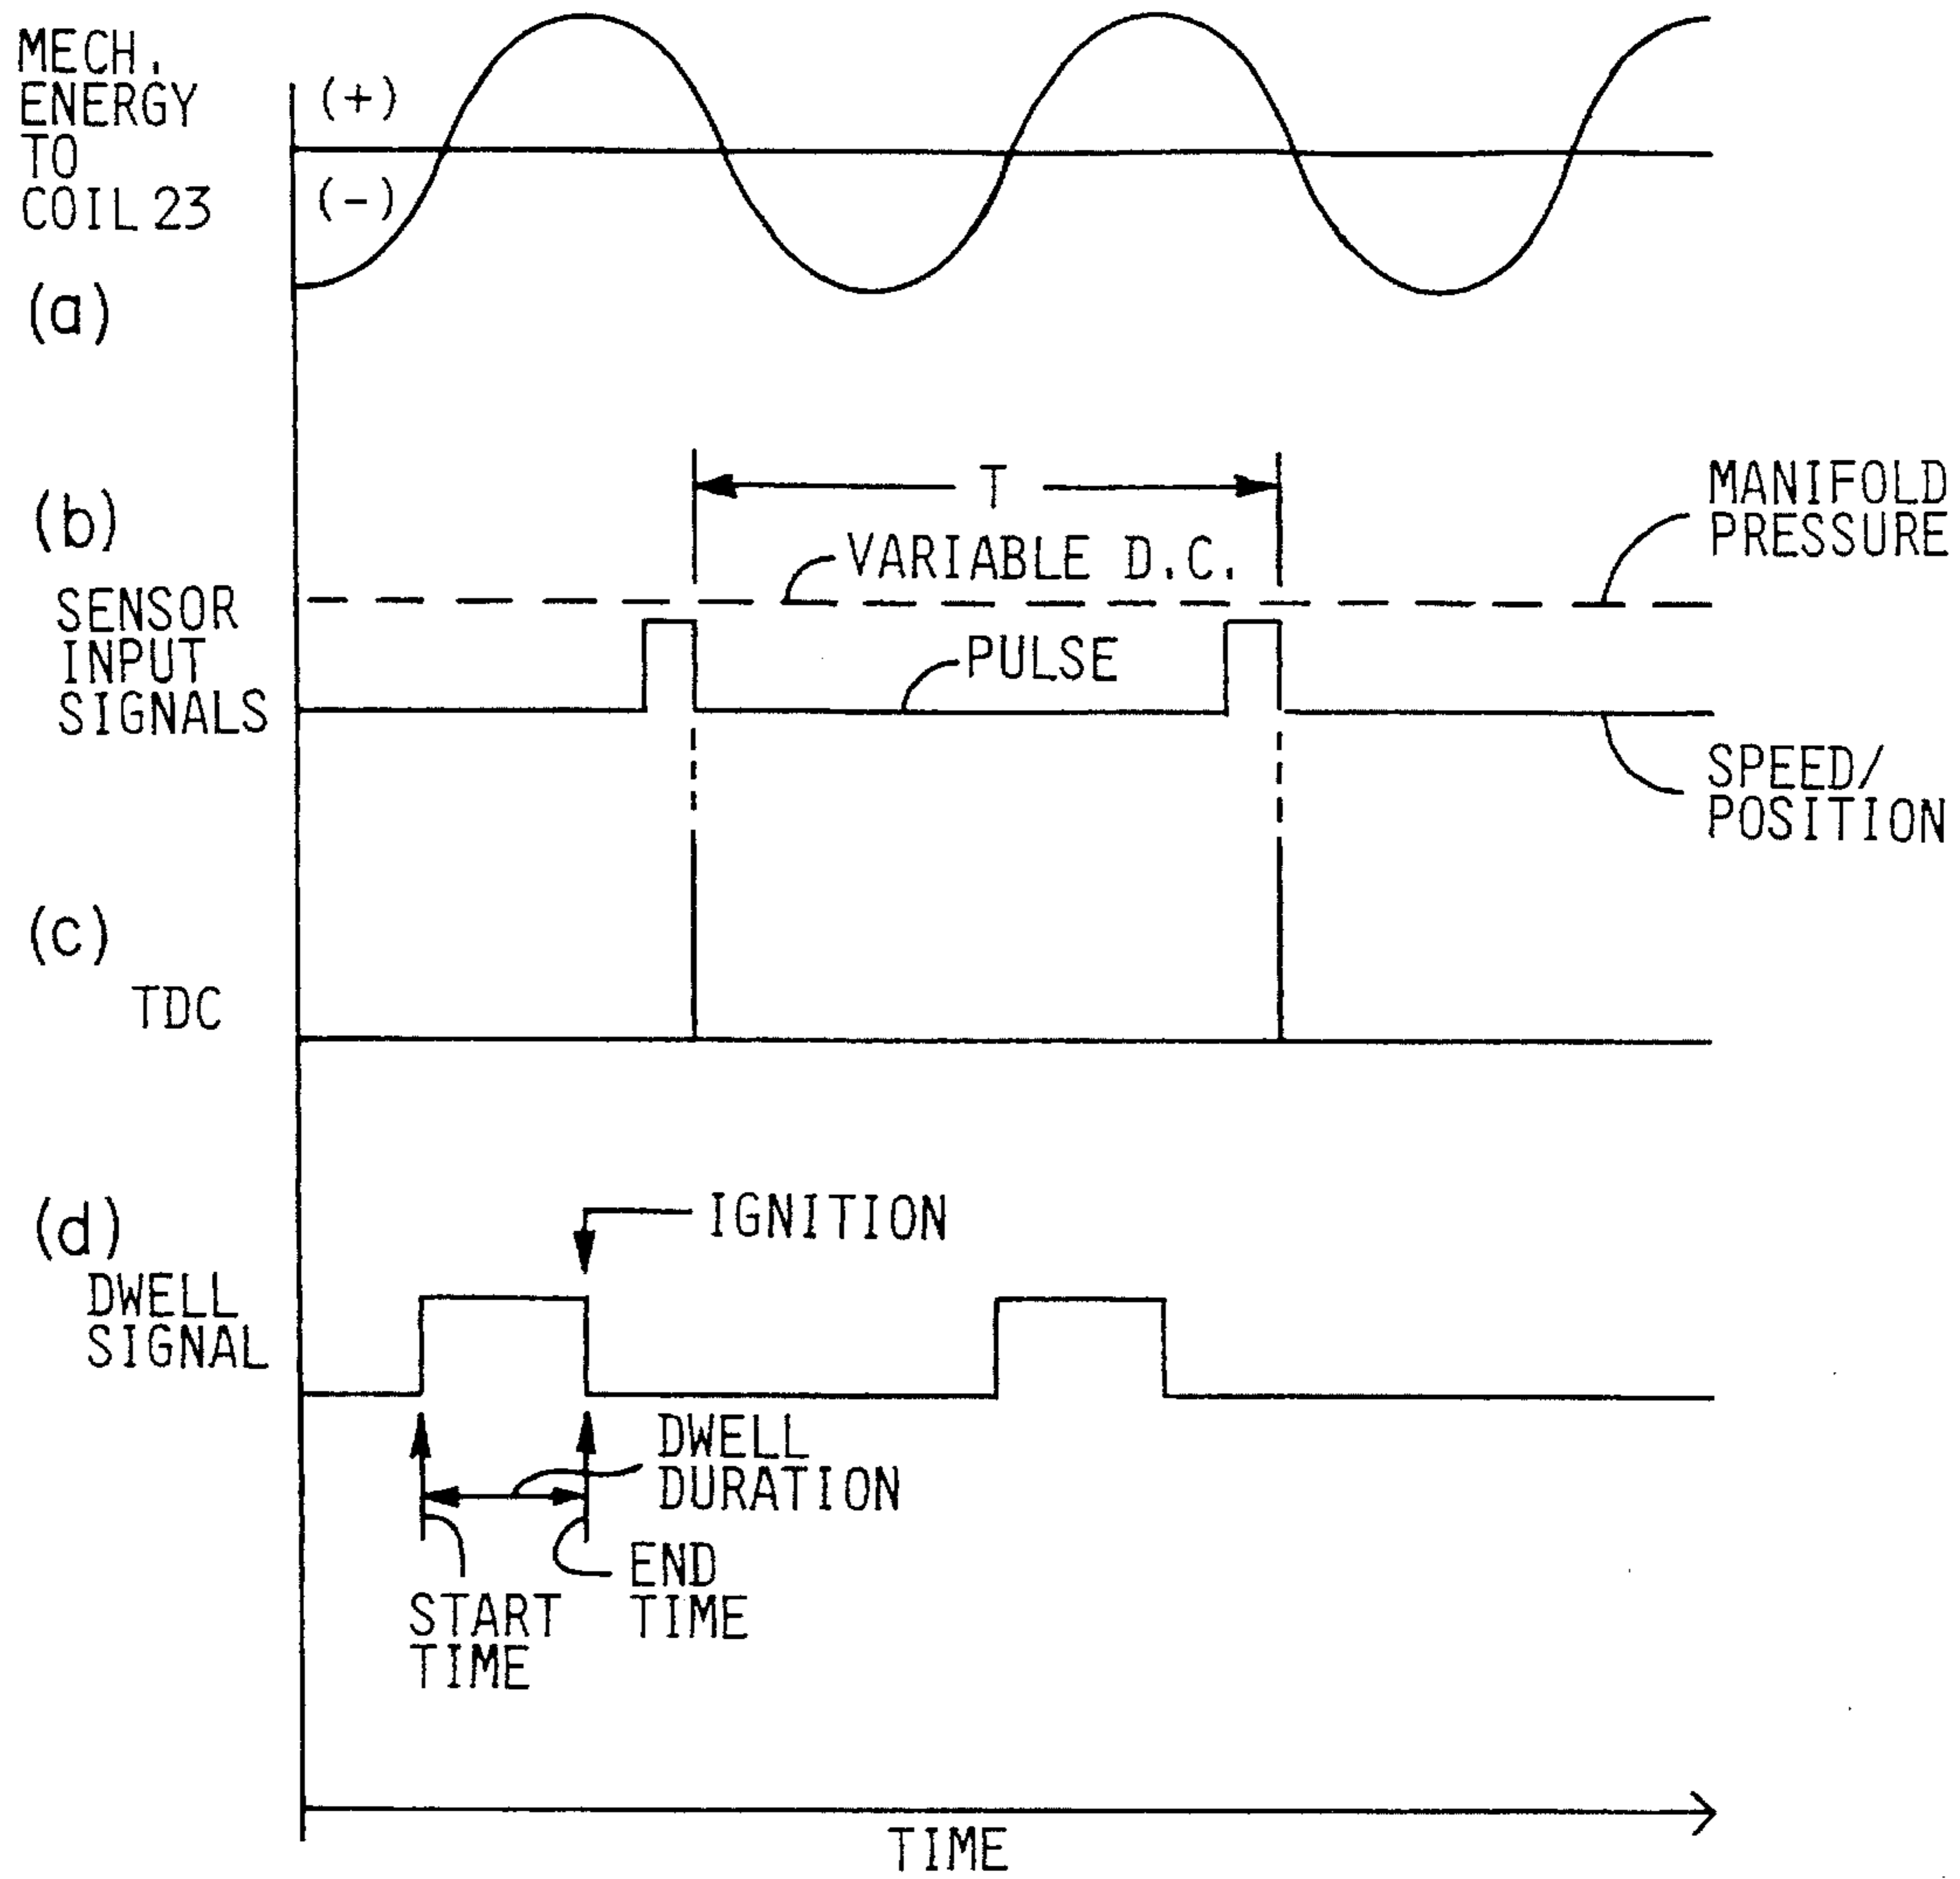 MECH.
ENERGY
TO
COIL 23
(+)
(-)
(a)
(b)
T
MANIFOLD
PRESSURE
VARIABLE D.C.
SENSOR
INPUT
SIGNALS
PULSE
SPEED/
POSITION
(c)
TDC
(d)
IGNITION
DWELL
SIGNAL
DWELL
DURATION
END
TIME
START
TIME
TIME